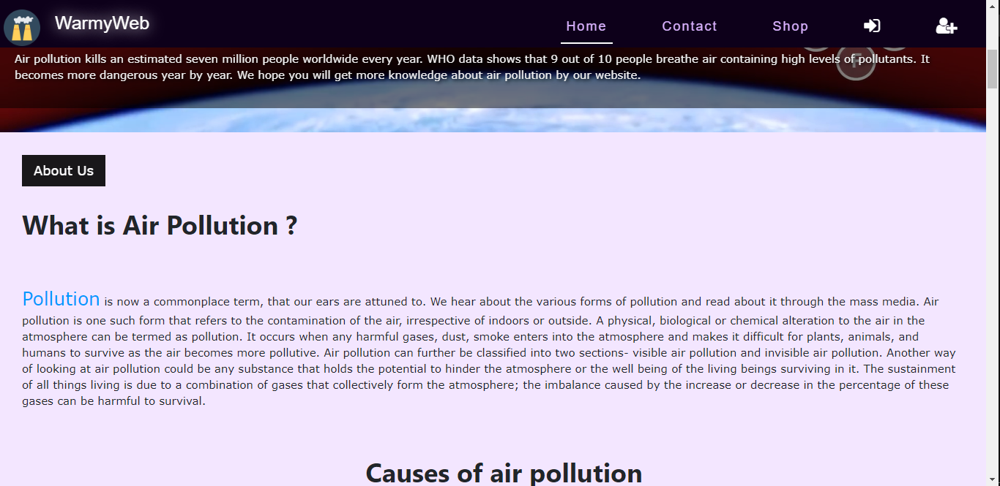 WarmyWeb
Home Contact Shop
Air pollution kills an estimated seven million people worldwide every year. WHO data shows that 9 out of 10 people breathe air containing high levels of pollutants. It
becomes more dangerous year by year. We hope you will get more knowledge about air pollution by our website.
F
About Us
What is Air Pollution ?
Pollution is now a commonplace term, that our ears are attuned to. We hear about the various forms of pollution and read about it through the mass media. Air
pollution is one such form that refers to the contamination of the air, irrespective of indoors or outside. A physical, biological or chemical alteration to the air in the
atmosphere can be termed as pollution. It occurs when any harmful gases, dust, smoke enters into the atmosphere and makes it difficult for plants, animals, and
humans to survive as the air becomes more pollutive. Air pollution can further be classified into two sections- visible air pollution and invisible air pollution. Another way
of looking at air pollution could be any substance that holds the potential to hinder the atmosphere or the well being of the living beings surviving in it. The sustainment
of all things living is due to a combination of gases that collectively form the atmosphere; the imbalance caused by the increase or decrease in the percentage of these
gases can be harmful to survival.
Causes of air pollution